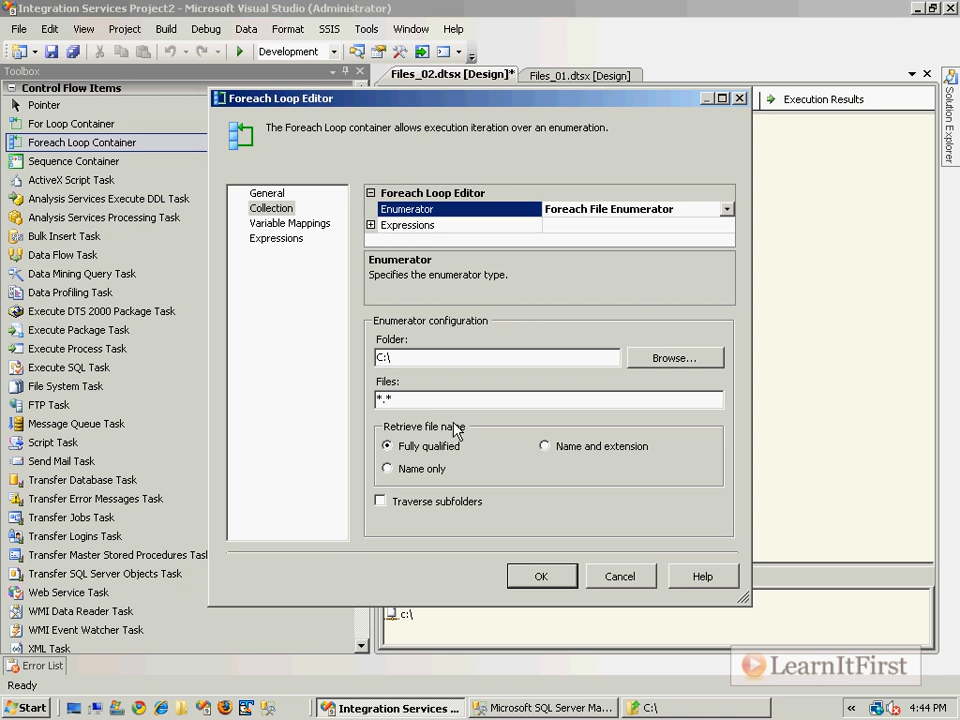 Integration Services Project2 - Microsoft Visual Studio (Administrator)
File Edit View Project Build Debug Data Format SSIS Tools Window Help
Development
Toolbox
Files_02.dtsx [Design]* Files_01.dtsx [Design]
Control Flow Items
Pointer
For Loop Container
Foreach Loop Container
Sequence Container
ActiveX Script Task
Analysis Services Execute DDL Task
Analysis Services Processing Task
Bulk Insert Task
Data Flow Task
Data Mining Query Task
Data Profiling Task
Execute DTS 2000 Package Task
Execute Package Task
Execute Process Task
Execute SQL Task
File System Task
FTP Task
Message Queue Task
Script Task
Send Mail Task
Transfer Database Task
Transfer Error Messages Task
Transfer Jobs Task
Transfer Logins Task
Transfer Master Stored Procedures Tas
Transfer SQL Server Objects Task
Web Service Task
WMI Data Reader Task
WMI Event Watcher Task
XML Task
Error List
Ready
Foreach Loop Editor
The Foreach Loop container allows execution iteration over an enumeration.
General
Collection
Variable Mappings
Expressions
Foreach Loop Editor
Enumerator Foreach File Enumerator
Expressions
Enumerator
Specifies the enumerator type.
Enumerator configuration
Folder:
C:\
Browse...
Files:
*.*
Retrieve file name
Fully qualified
Name and extension
Name only
Traverse subfolders
OK Cancel Help
Execution Results
Solution Explorer
c:\
LearnItFirst
Start
Integration Services ...
Microsoft SQL Server Ma...
C:\
«
4:44 PM